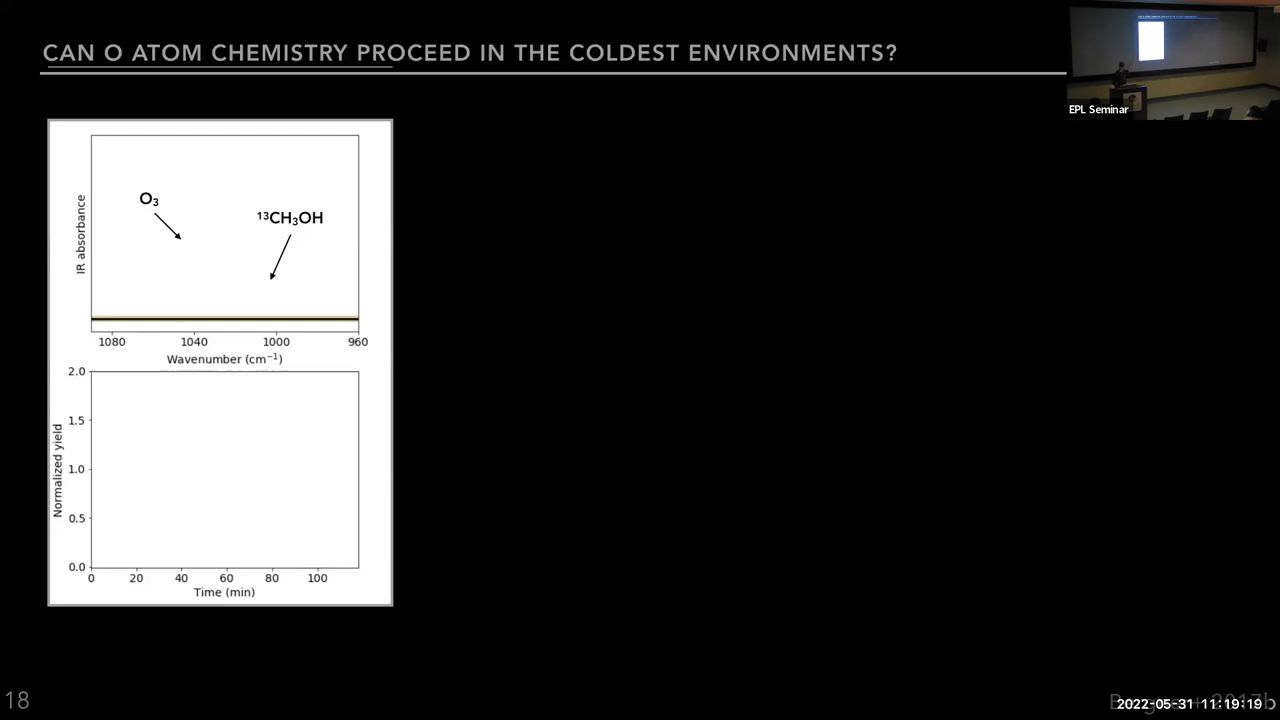 CAN O ATOM CHEMISTRY PROCEED IN THE COLDEST ENVIRONMENTS?
EPL Seminar
O₃
¹³CH₃OH
IR absorbance
1080 1040 1000 960
Wavenumber (cm⁻¹)
2.0
1.5
1.0
0.5
0.0
Normalized yield
0 20 40 60 80 100
Time (min)
18
2022-05-31 11:19:19